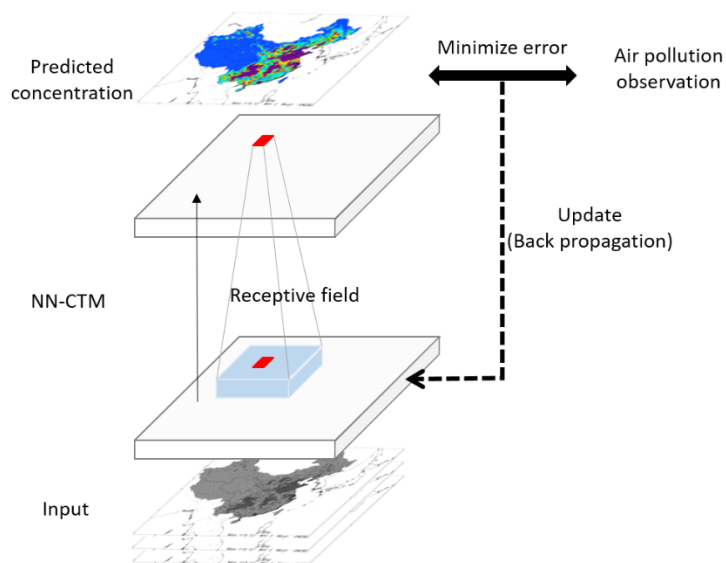 Predicted
concentration
Minimize error
Air pollution
observation
Update
(Back propagation)
NN-CTM
Receptive field
Input